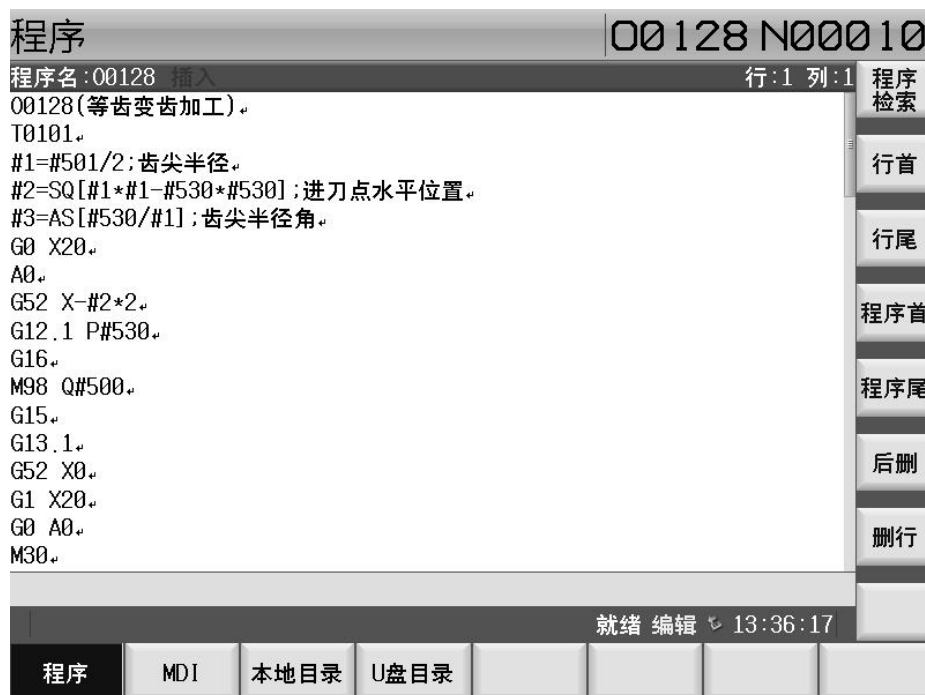 程序
O0128 N00010
程序名:O0128 插入 行:1 列:1
O0128(等齿变齿加工)
T0101
#1=#501/2;齿尖半径
#2=SQ[#1*#1-#530*#530];进刀点水平位置
#3=AS[#530/#1];齿尖半径角
G0 X20
A0
G52 X-#2*2
G12.1 P#530
G16
M98 Q#500
G15
G13.1
G52 X0
G1 X20
G0 A0
M30
程序
检索
行首
行尾
程序首
程序尾
后删
删行
就绪 编辑 13:36:17
程序 MDI 本地目录 U盘目录